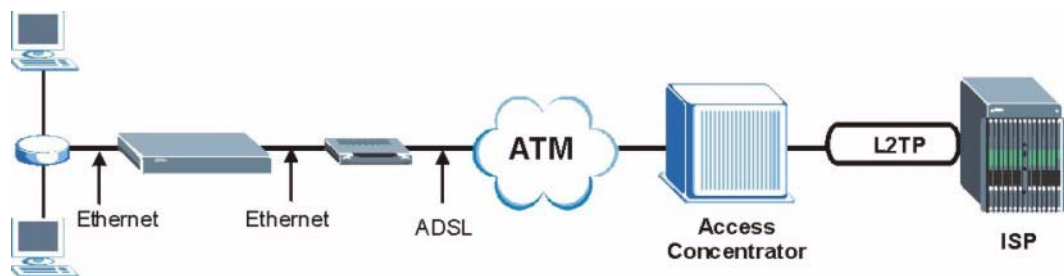 ATM
L2TP
Ethernet
Ethernet
ADSL
Access
Concentrator
ISP